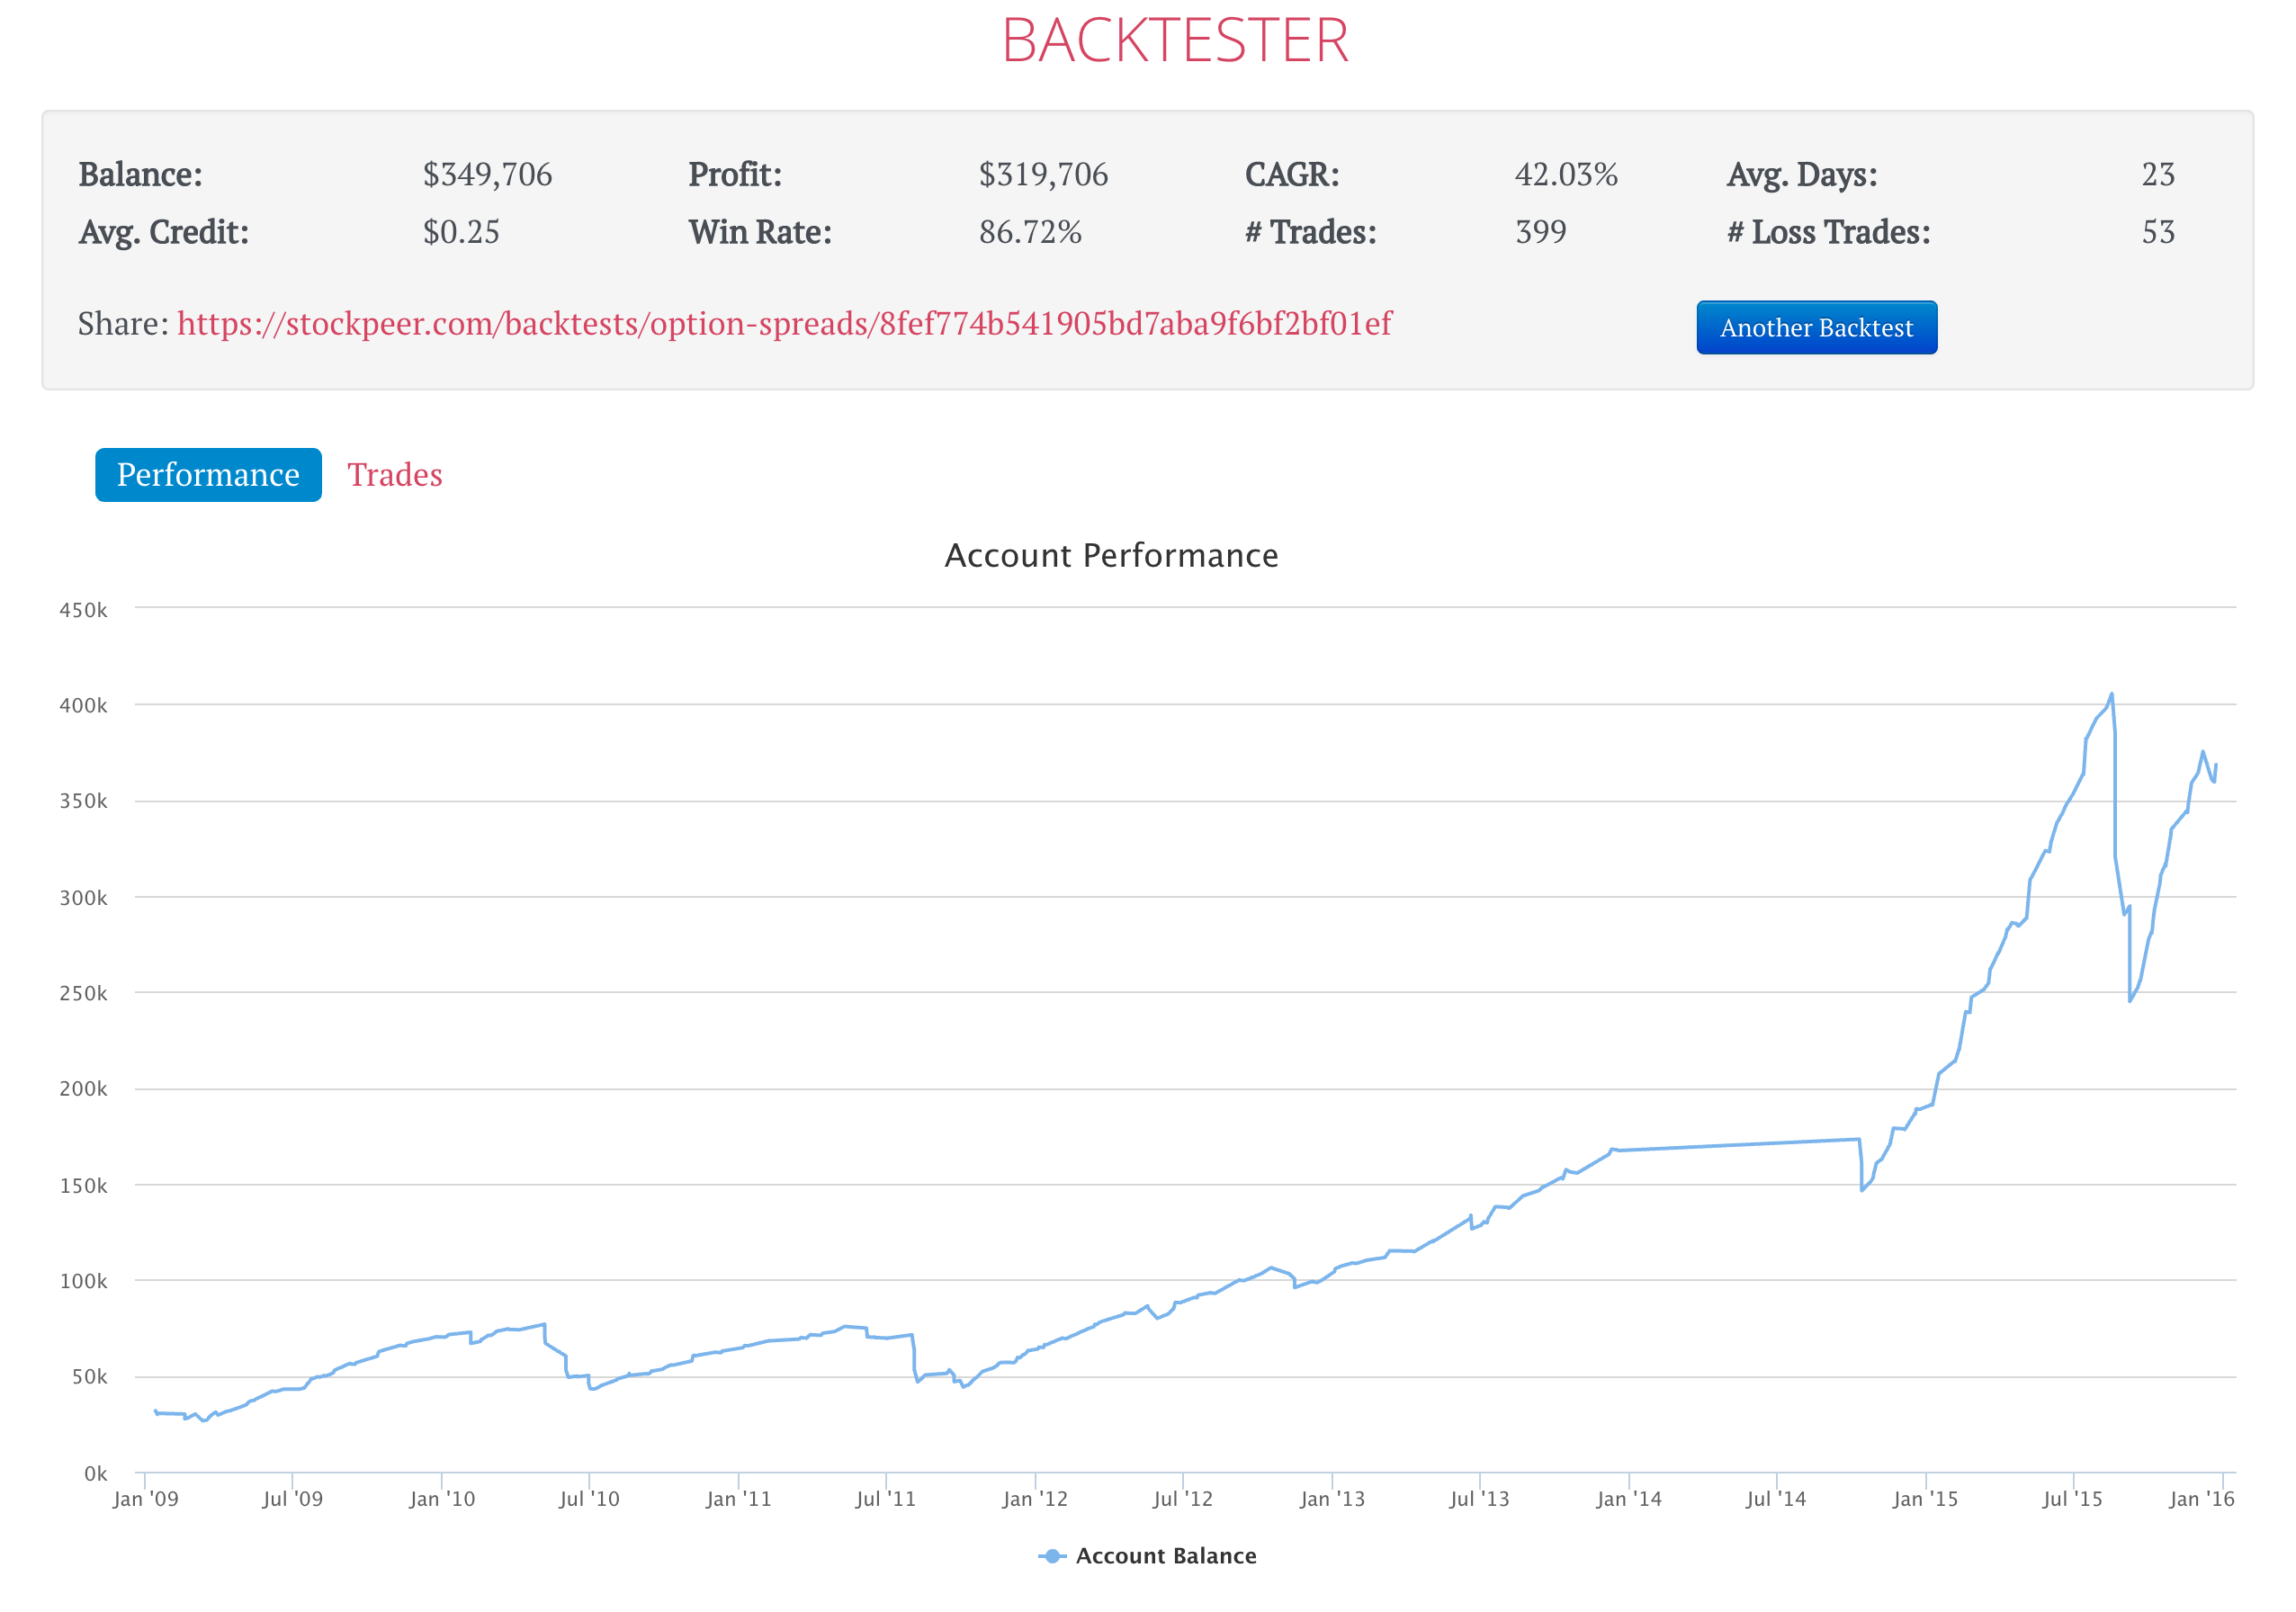 BACKTESTER
Balance: $349,706 Profit: $319,706 CAGR: 42.03% Avg. Days: 23
Avg. Credit: $0.25 Win Rate: 86.72% # Trades: 399 # Loss Trades: 53
Share: https://stockpeer.com/backtests/option-spreads/8fef774b541905bd7aba9f6bf2bf01ef Another Backtest
Performance Trades
Account Performance
450k
400k
350k
300k
250k
200k
150k
100k
50k
0k
Jan '09 Jul '09 Jan '10 Jul '10 Jan '11 Jul '11 Jan '12 Jul '12 Jan '13 Jul '13 Jan '14 Jul '14 Jan '15 Jul '15 Jan '16
Account Balance